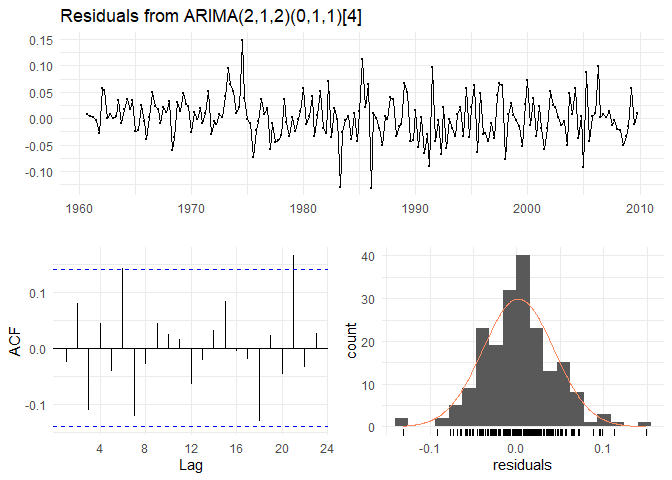 Residuals from ARIMA(2,1,2)(0,1,1)[4]
0.15
0.10
0.05
0.00
-0.05
-0.10
1960 1970 1980 1990 2000 2010
ACF
0.1
0.0
-0.1
4 8 12 16 20 24
Lag
count
40
30
20
10
0
-0.1 0.0 0.1
residuals